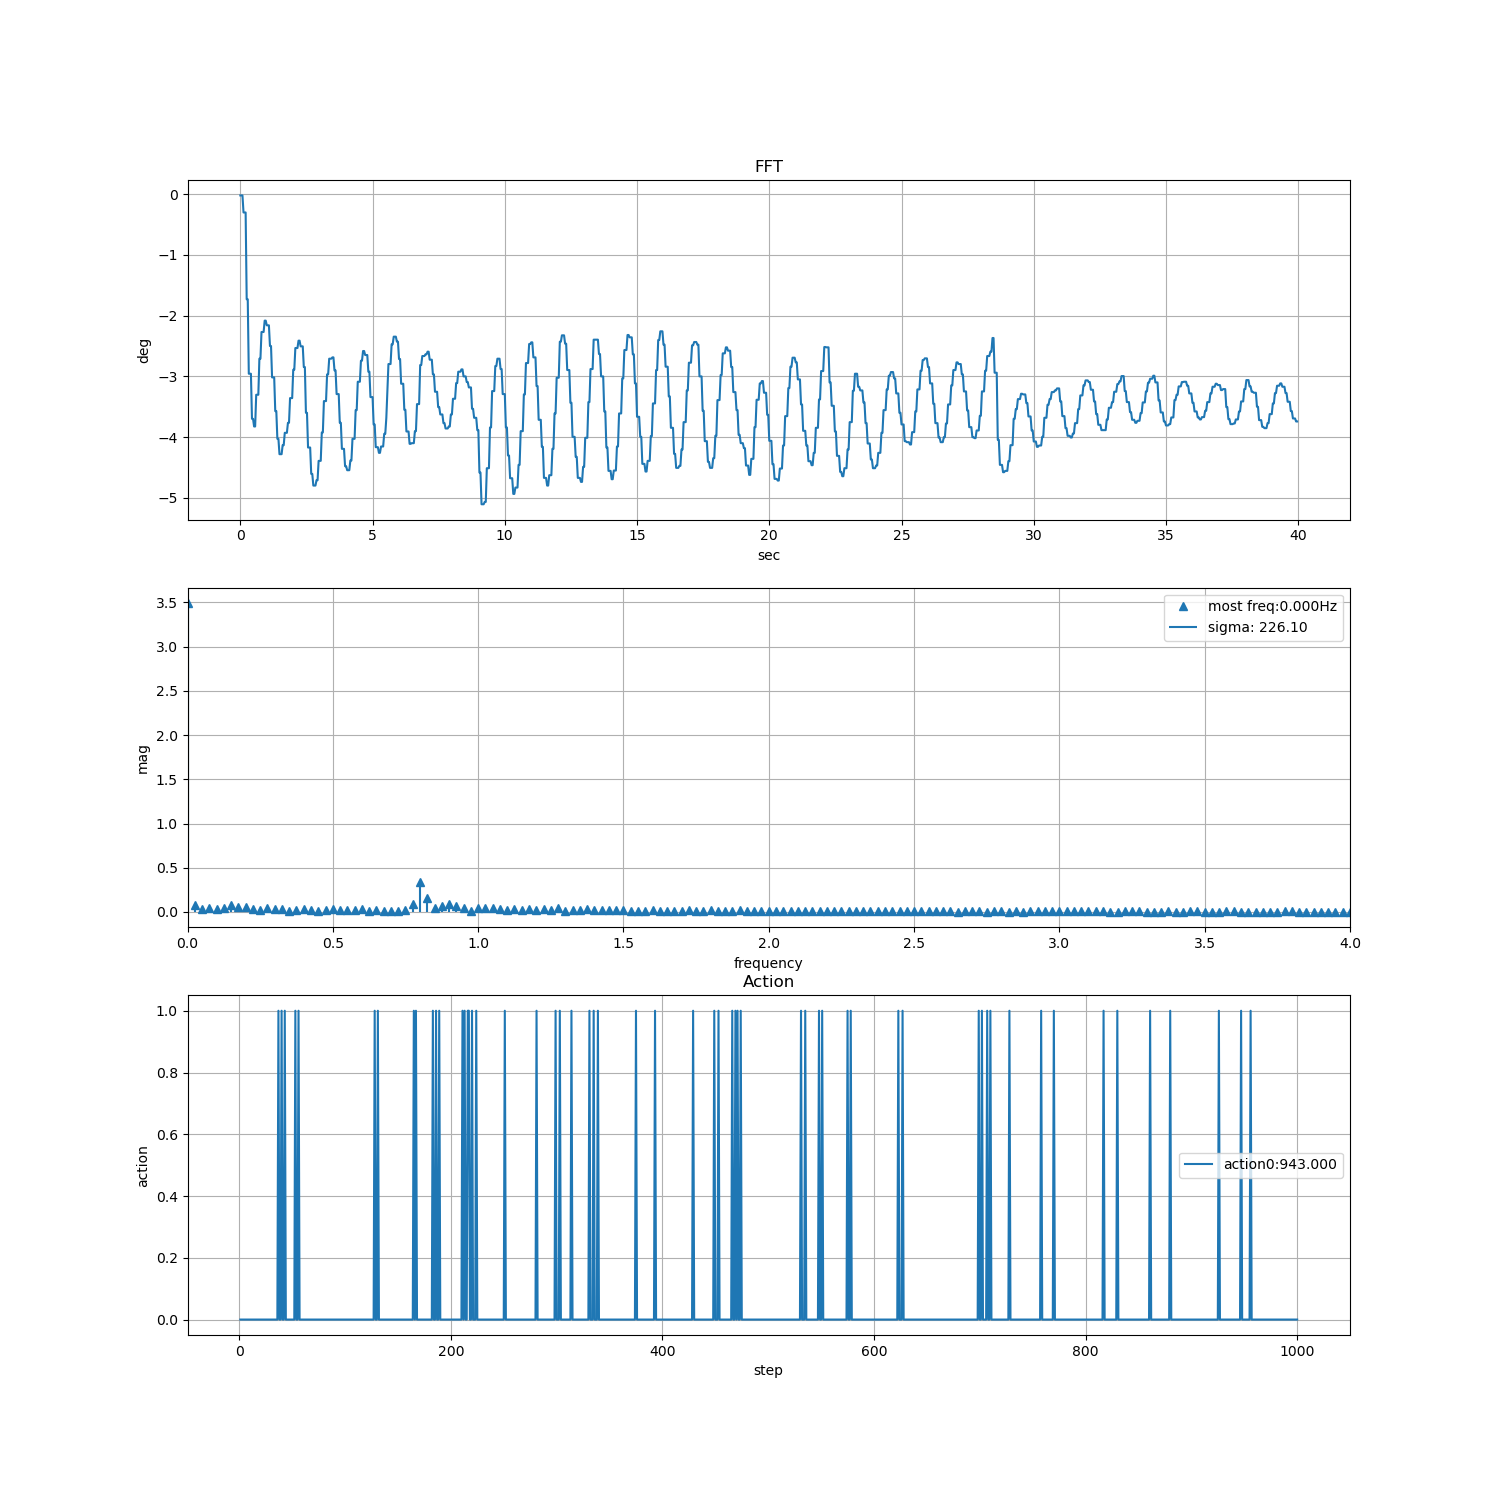 FFT
0
−1
−2
−3
−4
−5
deg
0 5 10 15 20 25 30 35 40
sec
3.5
3.0
2.5
2.0
1.5
1.0
0.5
0.0
mag
most freq:0.000Hz
sigma: 226.10
0.0 0.5 1.0 1.5 2.0 2.5 3.0 3.5 4.0
frequency
Action
1.0
0.8
0.6
0.4
0.2
0.0
action
action0:943.000
0 200 400 600 800 1000
step